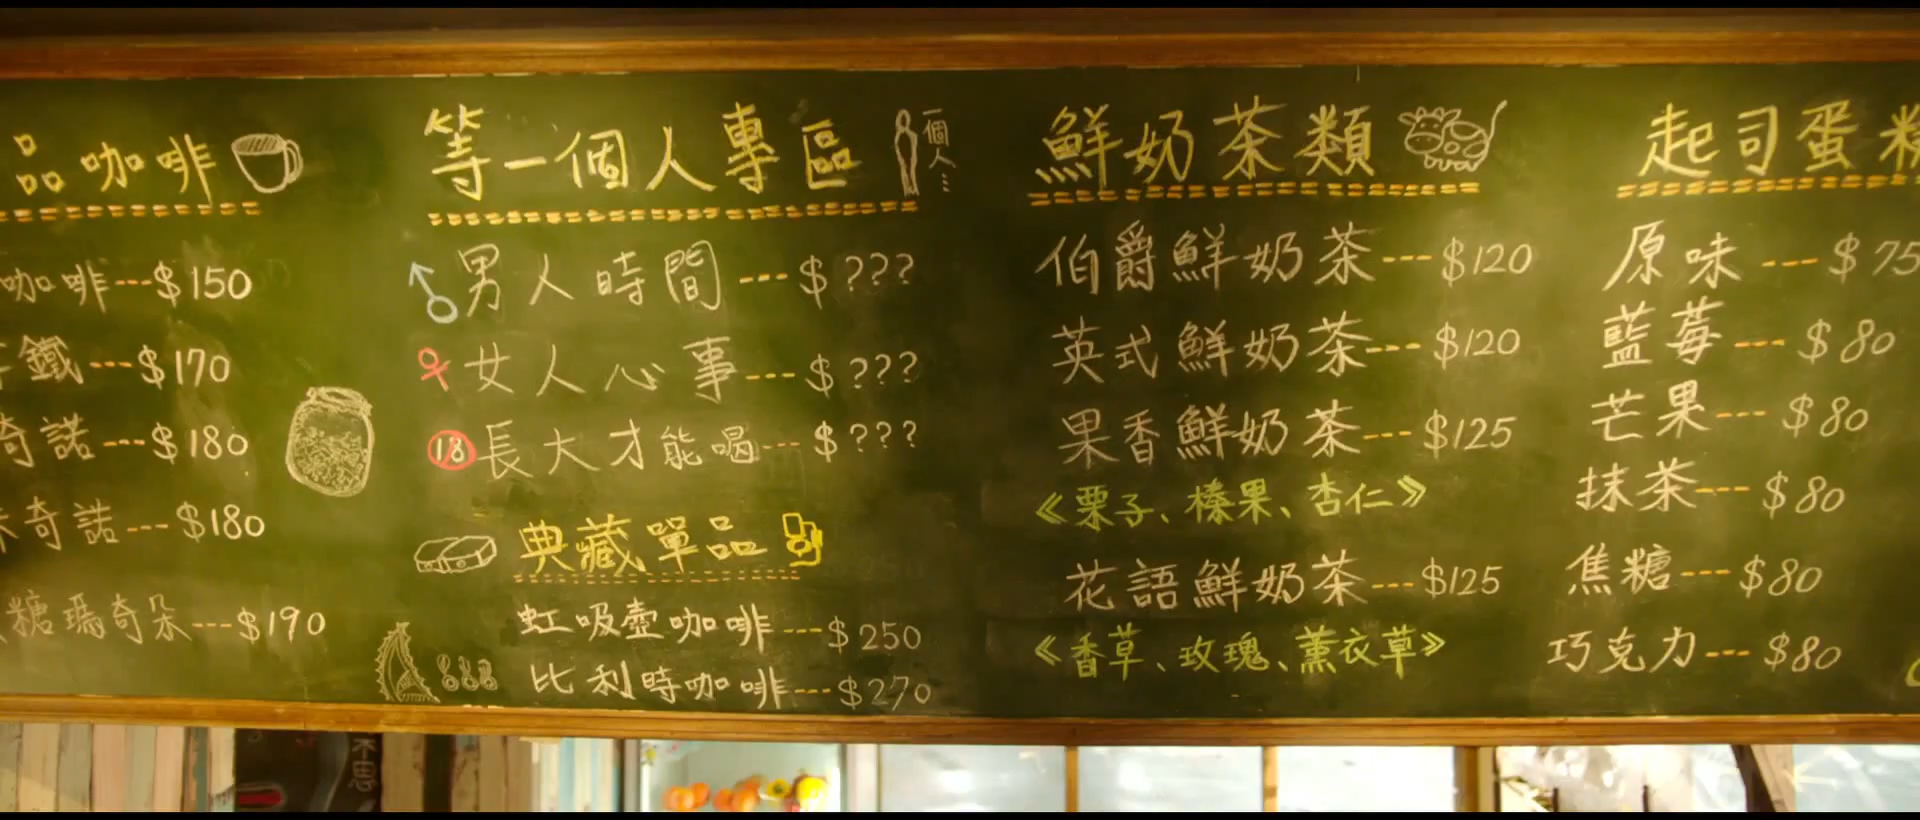 品咖啡
咖啡---$150
鐵---$170
奇諾---$180
奇諾---$180
糖瑪奇朵---$190
等一個人專區
一個人...
男人時間---$???
女人心事---$???
18 長大才能喝---$???
典藏單品
虹吸壺咖啡---$250
比利時咖啡---$270
鮮奶茶類
伯爵鮮奶茶---$120
英式鮮奶茶---$120
果香鮮奶茶---$125
《栗子、榛果、杏仁》
花語鮮奶茶---$125
《香草、玫瑰、薰衣草》
起司蛋糕
原味---$75
藍莓---$80
芒果---$80
抹茶---$80
焦糖---$80
巧克力---$80